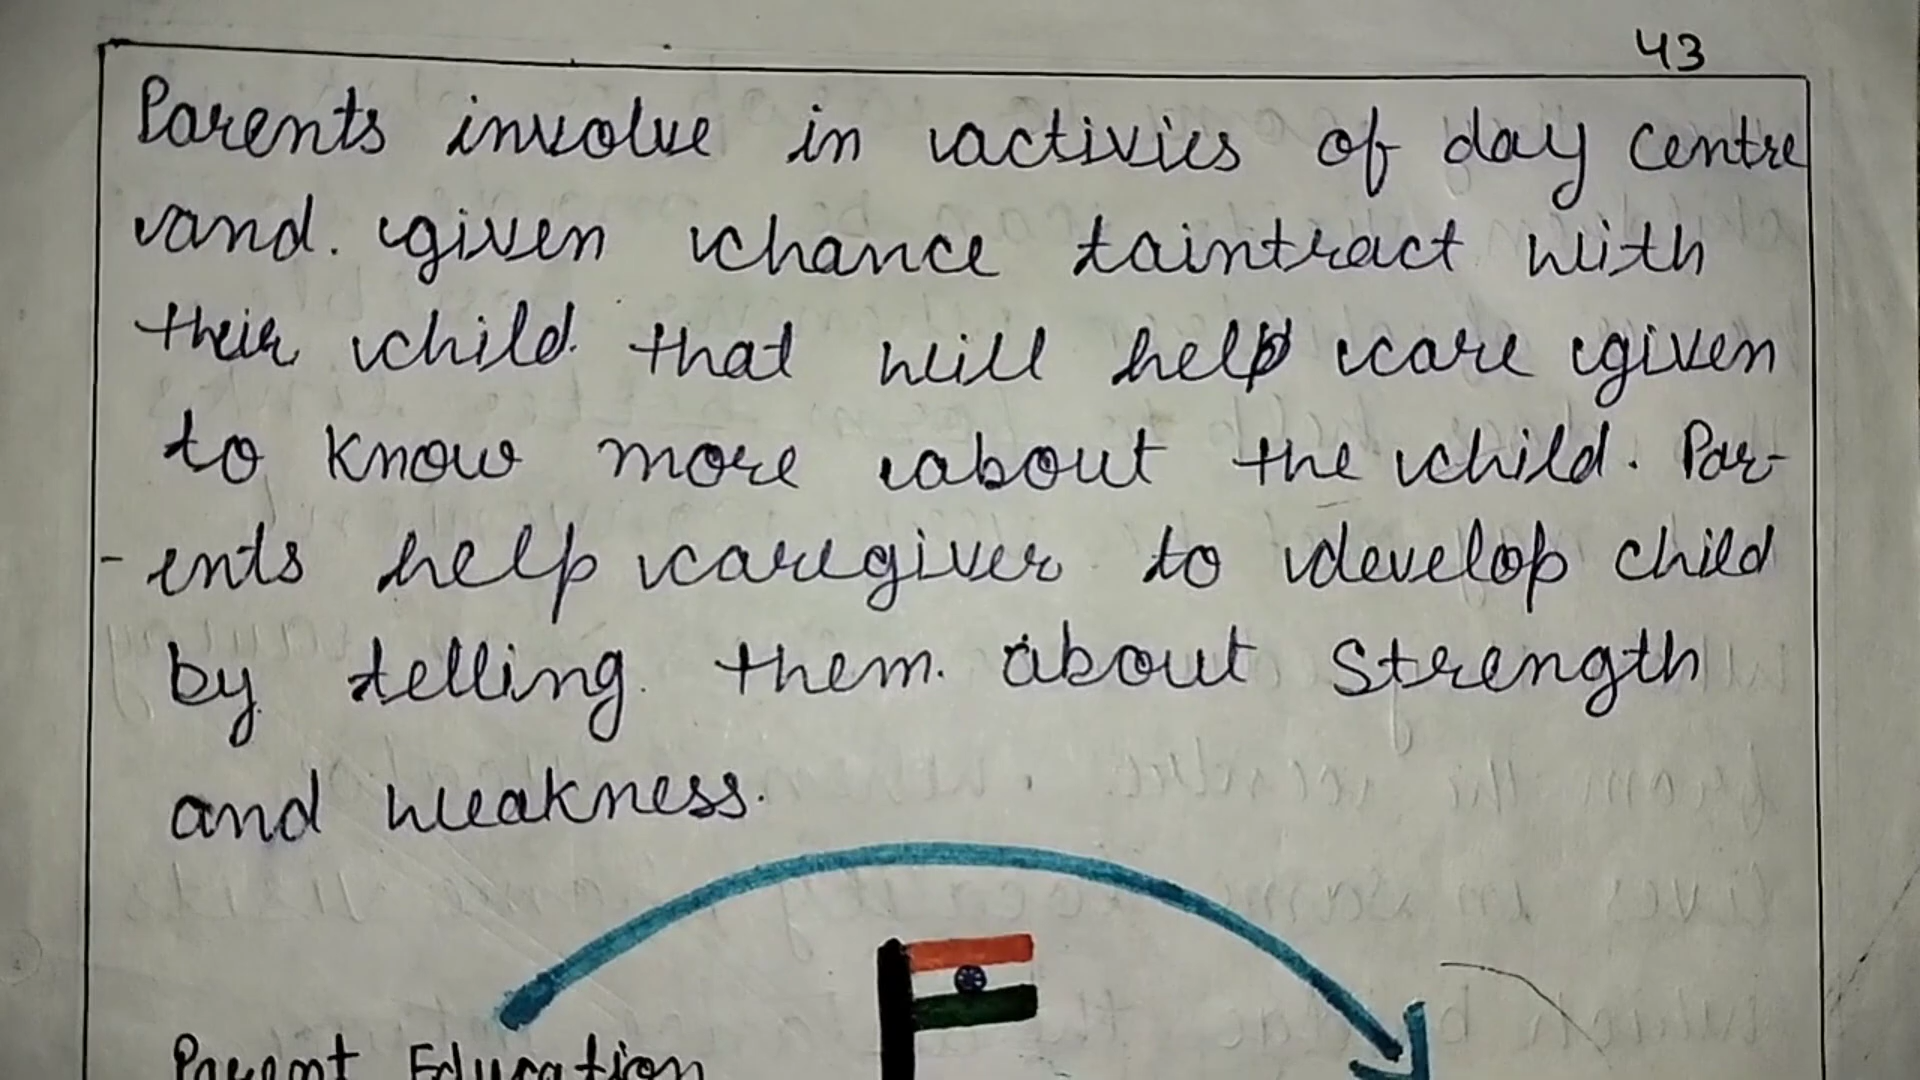 43
Parents involve in activies of day centre
and. given chance taintract with
their child. that will help care given
to know more about the child. Par-
-ents help caregiver to develop child
by telling. them. about Strength
and weakness.
Parent Education